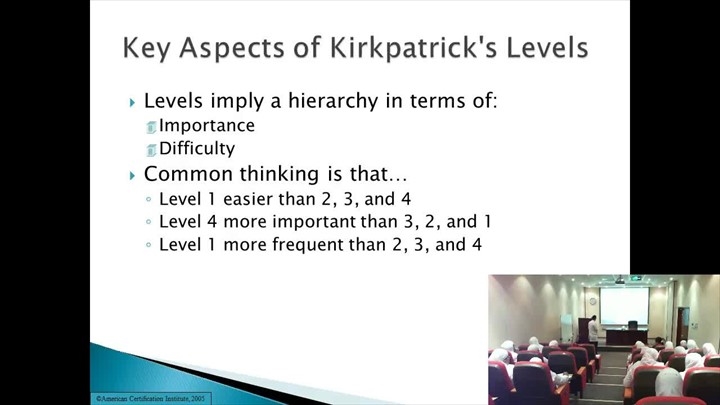 Key Aspects of Kirkpatrick's Levels
Levels imply a hierarchy in terms of:
Importance
Difficulty
Common thinking is that…
Level 1 easier than 2, 3, and 4
Level 4 more important than 3, 2, and 1
Level 1 more frequent than 2, 3, and 4
©American Certification Institute, 2005